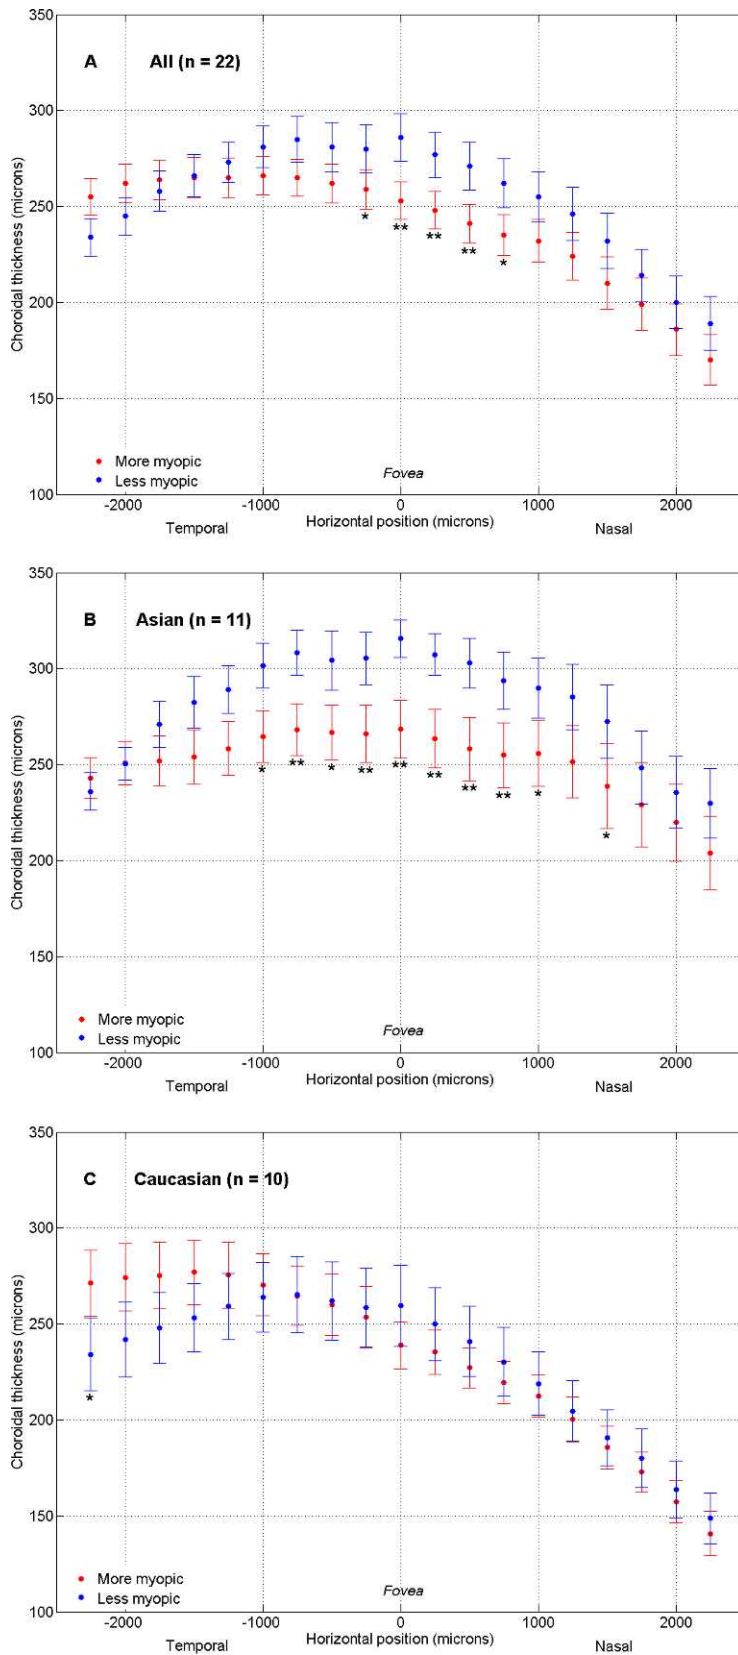 350
A All (n = 22)
300
250
200
150
100
Choroidal thickness (microns)
*
**
**
**
*
More myopic
Less myopic
Fovea
-2000 -1000 0 1000 2000
Temporal Horizontal position (microns) Nasal
350
B Asian (n = 11)
300
250
200
150
100
Choroidal thickness (microns)
*
**
*
**
**
**
**
**
*
*
More myopic
Less myopic
Fovea
-2000 -1000 0 1000 2000
Temporal Horizontal position (microns) Nasal
350
C Caucasian (n = 10)
300
250
200
150
100
Choroidal thickness (microns)
*
More myopic
Less myopic
Fovea
-2000 -1000 0 1000 2000
Temporal Horizontal position (microns) Nasal